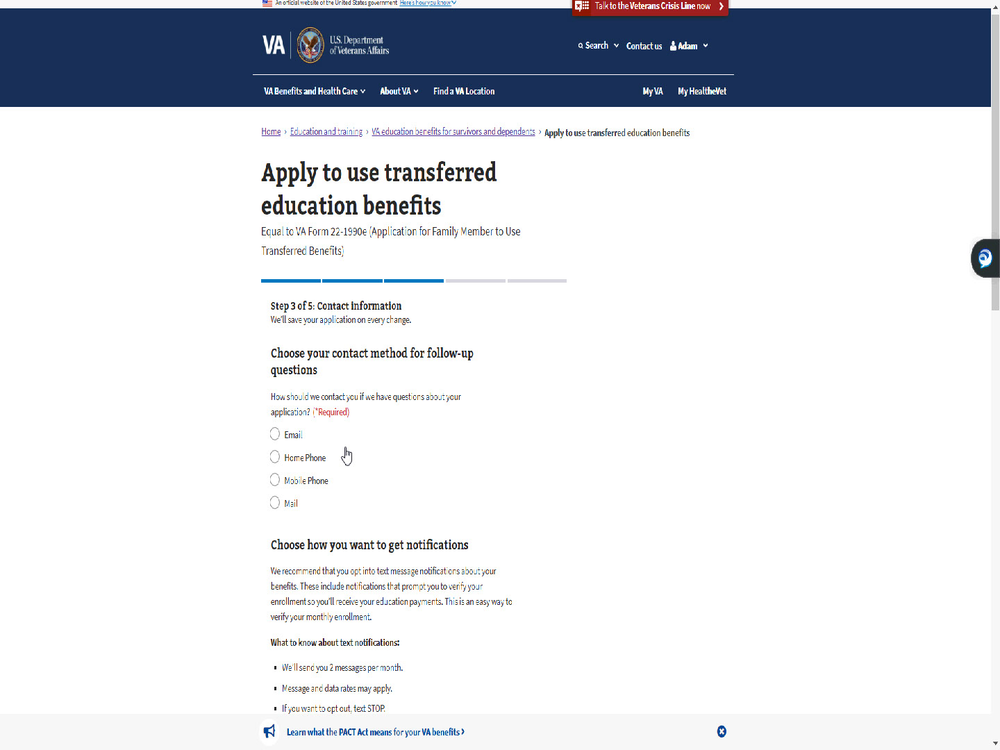 An official website of the United States government Here's how you know
Talk to the Veterans Crisis Line now
VA
U.S. Department
of Veterans Affairs
Search
Contact us
Adam
VA Benefits and Health Care
About VA
Find a VA Location
My VA
My HealtheVet
Home › Education and training › VA education benefits for survivors and dependents › Apply to use transferred education benefits
Apply to use transferred
education benefits
Equal to VA Form 22-1990e (Application for Family Member to Use
Transferred Benefits)
Step 3 of 5: Contact information
We'll save your application on every change.
Choose your contact method for follow-up
questions
How should we contact you if we have questions about your
application? (*Required)
Email
Home Phone
Mobile Phone
Mail
Choose how you want to get notifications
We recommend that you opt into text message notifications about your
benefits. These include notifications that prompt you to verify your
enrollment so you'll receive your education payments. This is an easy way to
verify your monthly enrollment.
What to know about text notifications:
▪ We'll send you 2 messages per month.
▪ Message and data rates may apply.
▪ If you want to opt out, text STOP.
Learn what the PACT Act means for your VA benefits ›